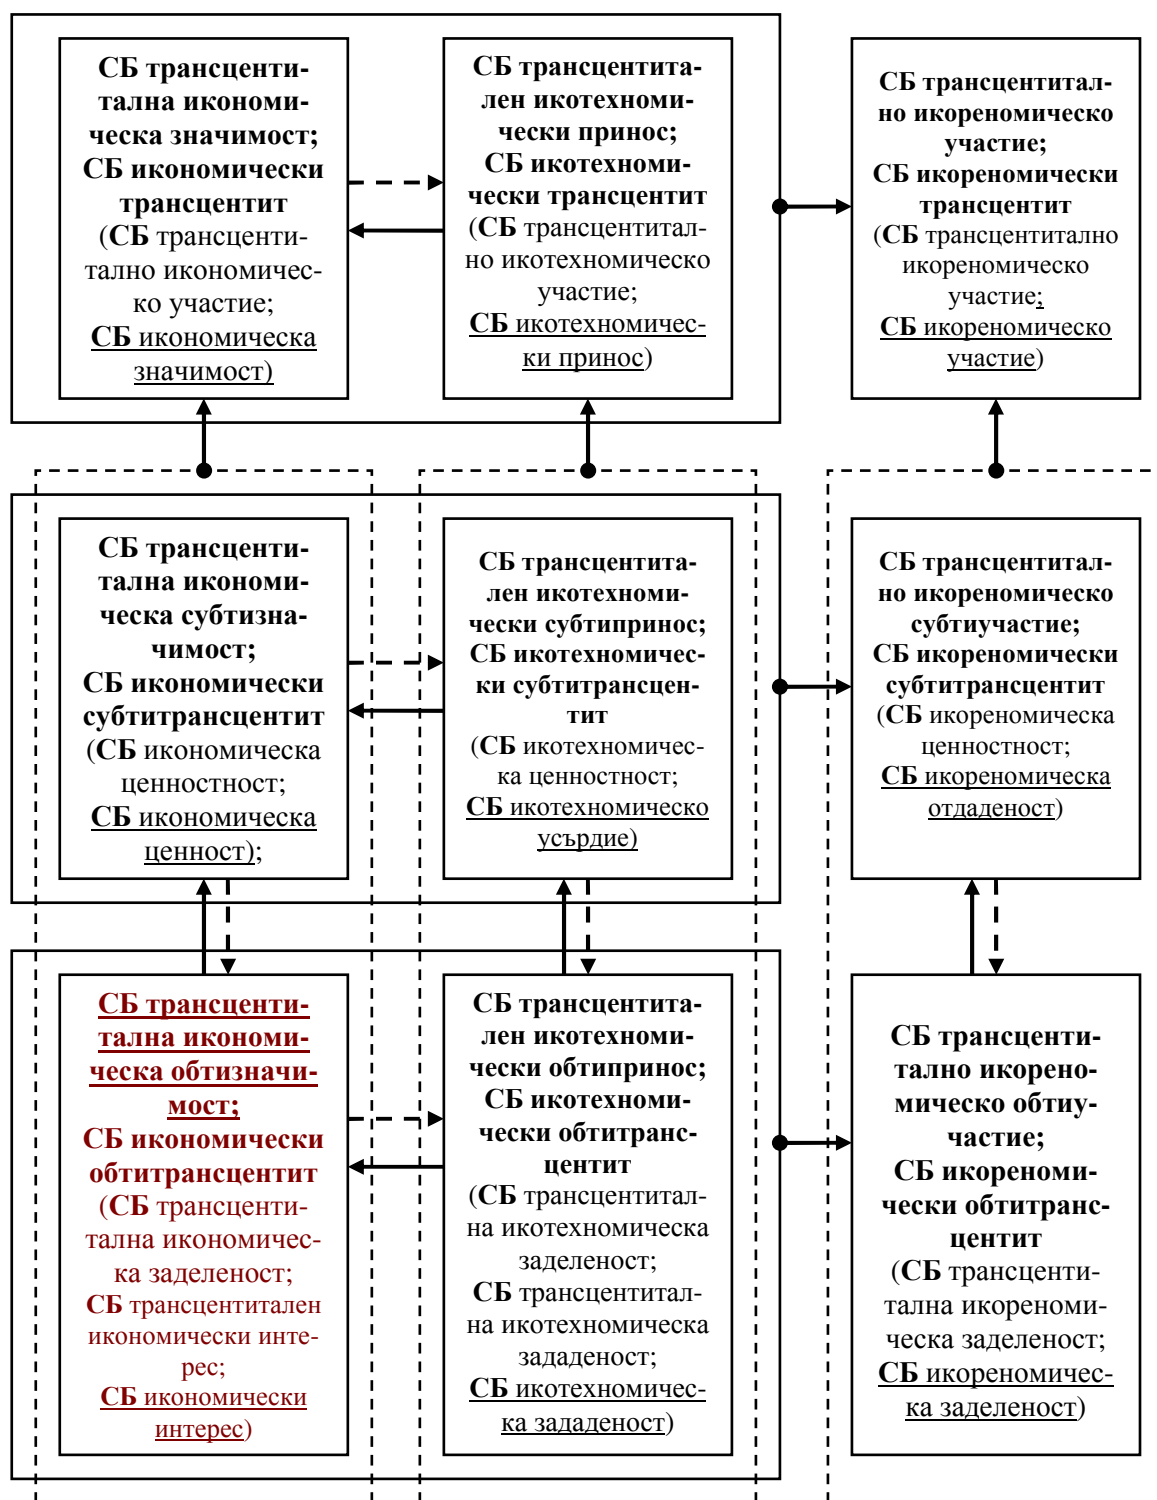 СБ трансценти-
тална икономи-
ческа значимост;
СБ икономически
трансцентит
(СБ трансценти-
тално икономичес-
ко участие;
СБ икономическа
значимост)
СБ трансцентита-
лен икотехноми-
чески принос;
СБ икотехноми-
чески трансцентит
(СБ трансцентитал-
но икотехномическо
участие;
СБ икотехномичес-
ки принос)
СБ трансцентитал-
но икореномическо
участие;
СБ икореномически
трансцентит
(СБ трансцентитално
икореномическо
участие;
СБ икореномическо
участие)
СБ трансценти-
тална икономи-
ческа субтизна-
чимост;
СБ икономически
субтитрансцентит
(СБ икономическа
ценностност;
СБ икономическа
ценност);
СБ трансцентита-
лен икотехноми-
чески субтипринос;
СБ икотехномичес-
ки субтитрансцен-
тит
(СБ икотехномичес-
ка ценностност;
СБ икотехномическо
усърдие)
СБ трансцентитал-
но икореномическо
субтиучастие;
СБ икореномически
субтитрансцентит
(СБ икореномическа
ценностност;
СБ икореномическа
отдаденост)
СБ трансценти-
тална икономи-
ческа обтизначи-
мост;
СБ икономически
обтитрансцентит
(СБ трансценти-
тална икономичес-
ка заделеност;
СБ трансцентитален
икономически инте-
рес;
СБ икономически
интерес)
СБ трансцентита-
лен икотехноми-
чески обтипринос;
СБ икотехноми-
чески обтитранс-
центит
(СБ трансцентитал-
на икотехномическа
заделеност;
СБ трансцентитал-
на икотехномическа
зададеност;
СБ икотехномичес-
ка зададеност)
СБ трансценти-
тално икорено-
мическо обтиу-
частие;
СБ икореноми-
чески обтитранс-
центит
(СБ трансценти-
тална икореноми-
ческа заделеност;
СБ икореномичес-
ка заделеност)